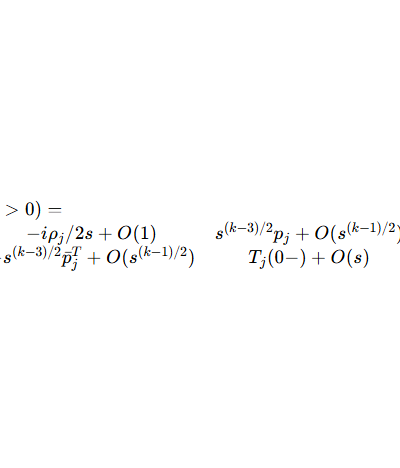 > 0) =
−iρ_j/2s + O(1) s^{(k−3)/2}p_j + O(s^{(k−1)/2})
s^{(k−3)/2}p̄_j^T + O(s^{(k−1)/2}) T_j(0−) + O(s)